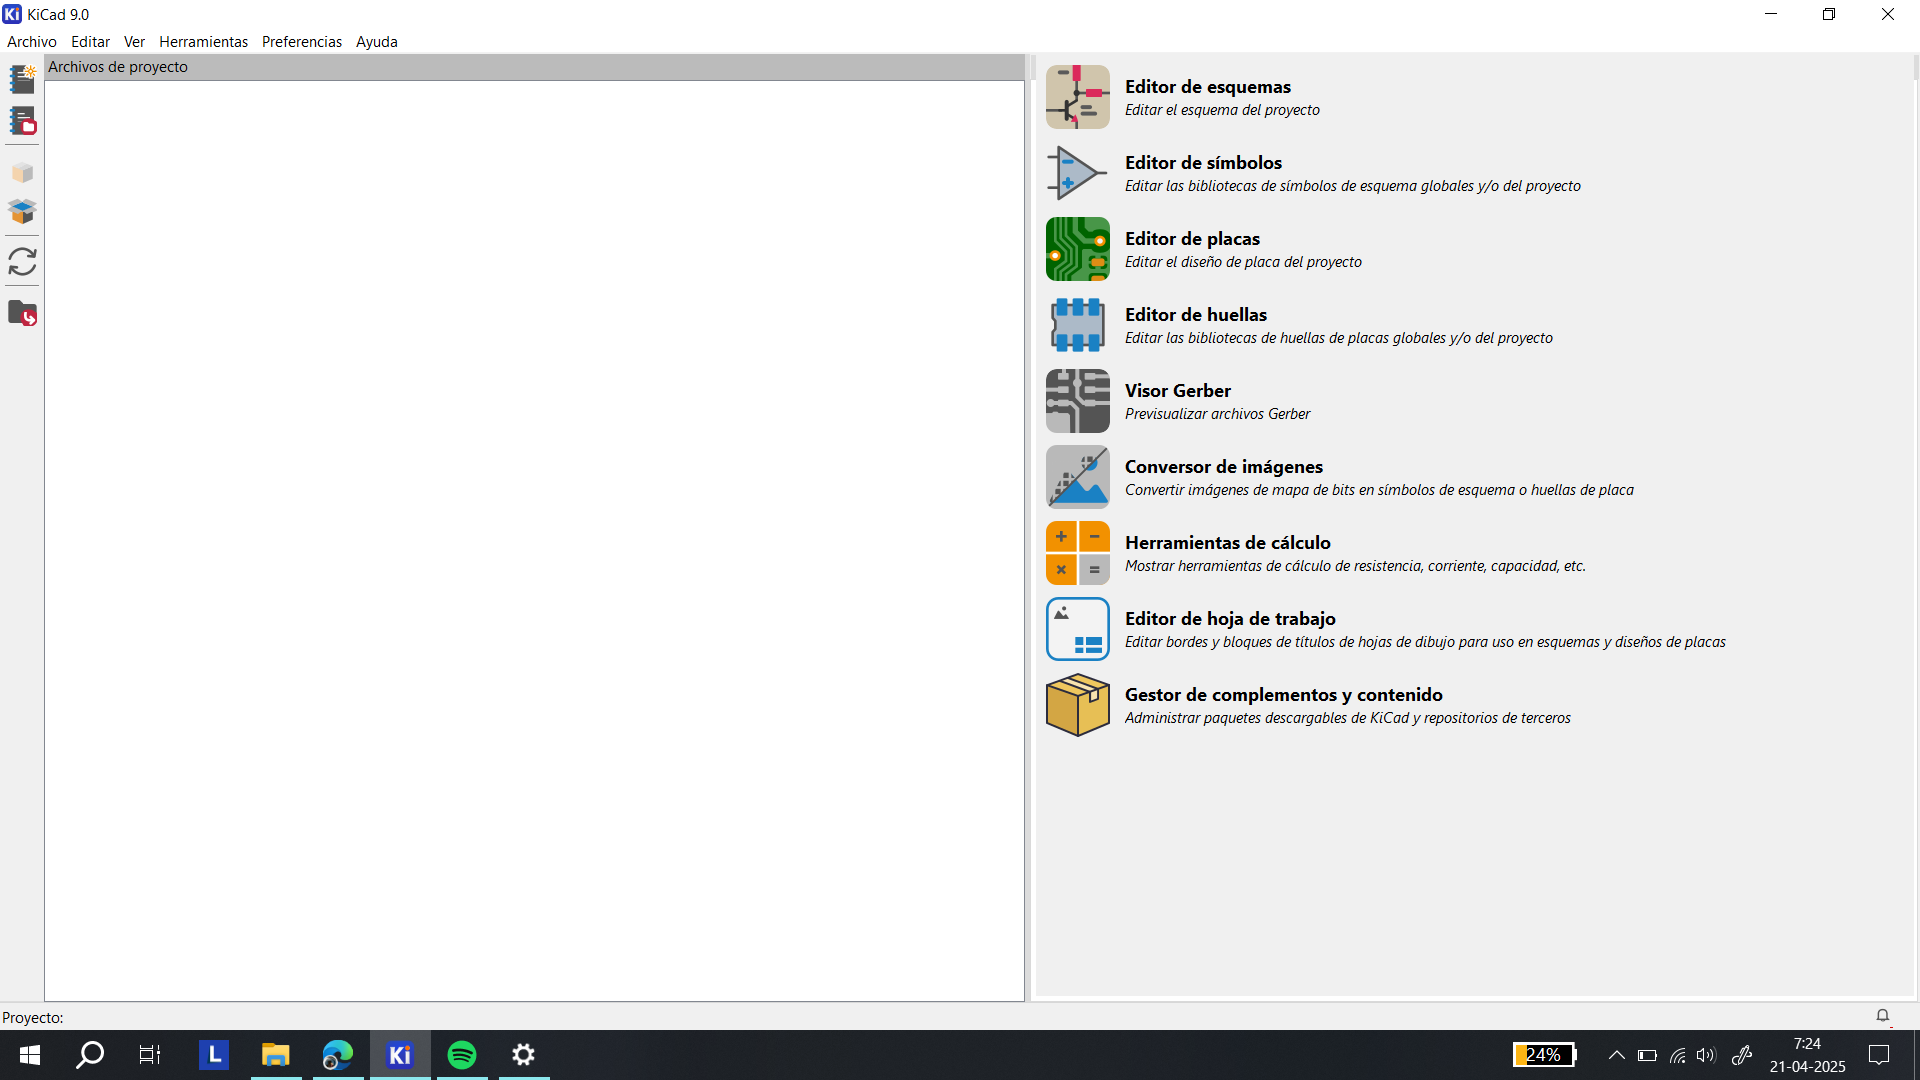 KiCad 9.0
Archivo Editar Ver Herramientas Preferencias Ayuda
Archivos de proyecto
Editor de esquemas
Editar el esquema del proyecto
Editor de símbolos
Editar las bibliotecas de símbolos de esquema globales y/o del proyecto
Editor de placas
Editar el diseño de placa del proyecto
Editor de huellas
Editar las bibliotecas de huellas de placas globales y/o del proyecto
Visor Gerber
Previsualizar archivos Gerber
Conversor de imágenes
Convertir imágenes de mapa de bits en símbolos de esquema o huellas de placa
Herramientas de cálculo
Mostrar herramientas de cálculo de resistencia, corriente, capacidad, etc.
Editor de hoja de trabajo
Editar bordes y bloques de títulos de hojas de dibujo para uso en esquemas y diseños de placas
Gestor de complementos y contenido
Administrar paquetes descargables de KiCad y repositorios de terceros
Proyecto:
24%
7:24
21-04-2025